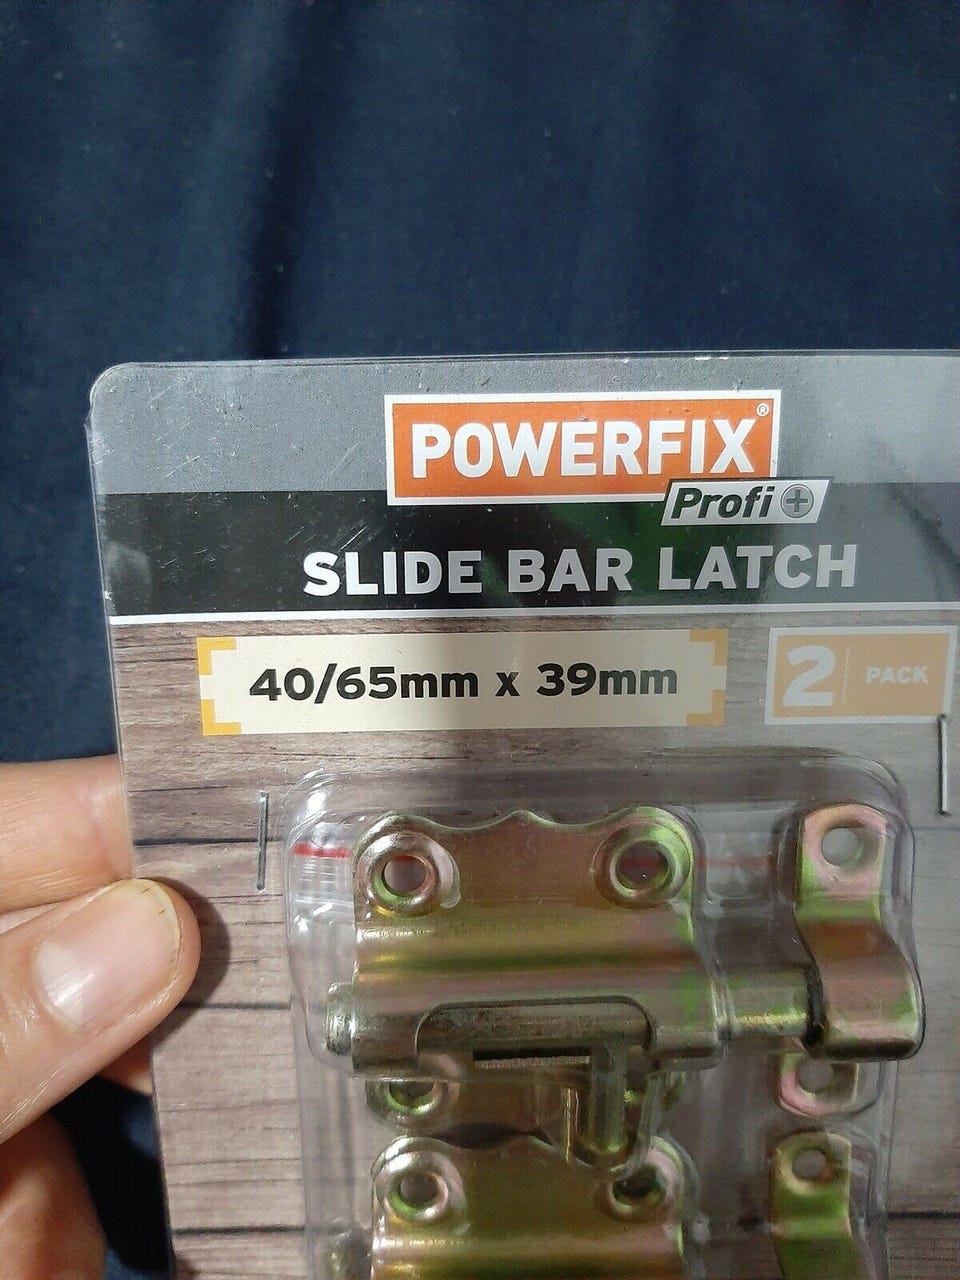 POWERFIX®
Profi+
SLIDE BAR LATCH
40/65mm x 39mm
2 PACK